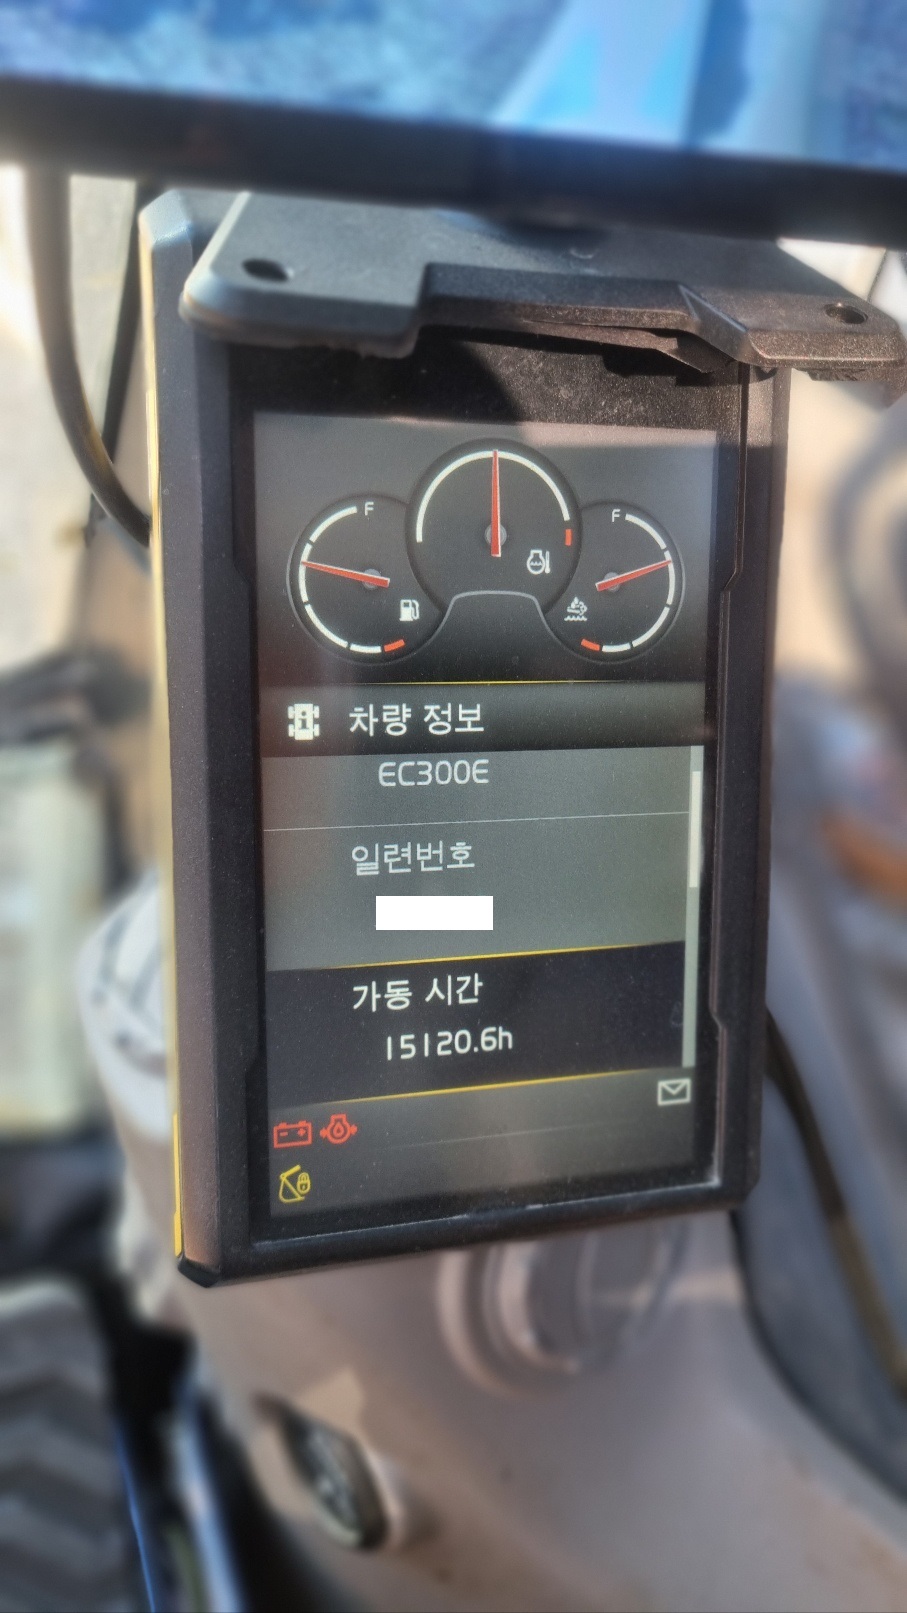 F
F
차량 정보
EC300E
일련번호
가동 시간
15120.6h